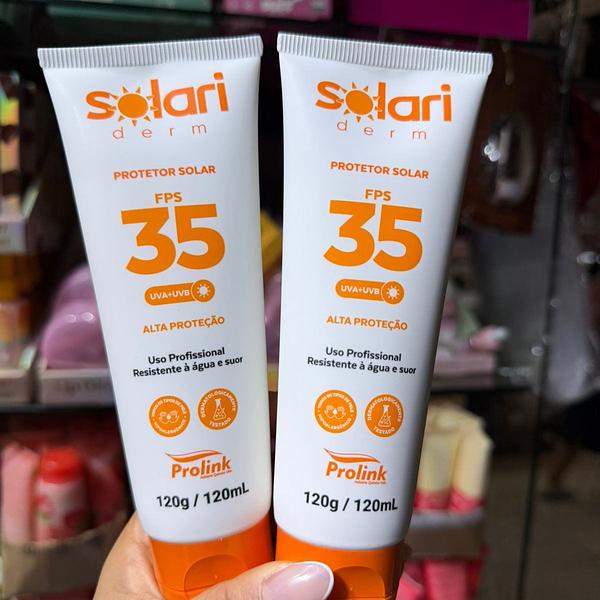 solari
derm
PROTETOR SOLAR
FPS
35
UVA+UVB
ALTA PROTEÇÃO
Uso Profissional
Resistente à água e suor
DERMATOLOGICAMENTE
TESTADO
Prolink
120g / 120mL
solari
derm
PROTETOR SOLAR
FPS
35
UVA+UVB
ALTA PROTEÇÃO
Uso Profissional
Resistente à água e suor
DERMATOLOGICAMENTE
TESTADO
Prolink
120g / 120mL